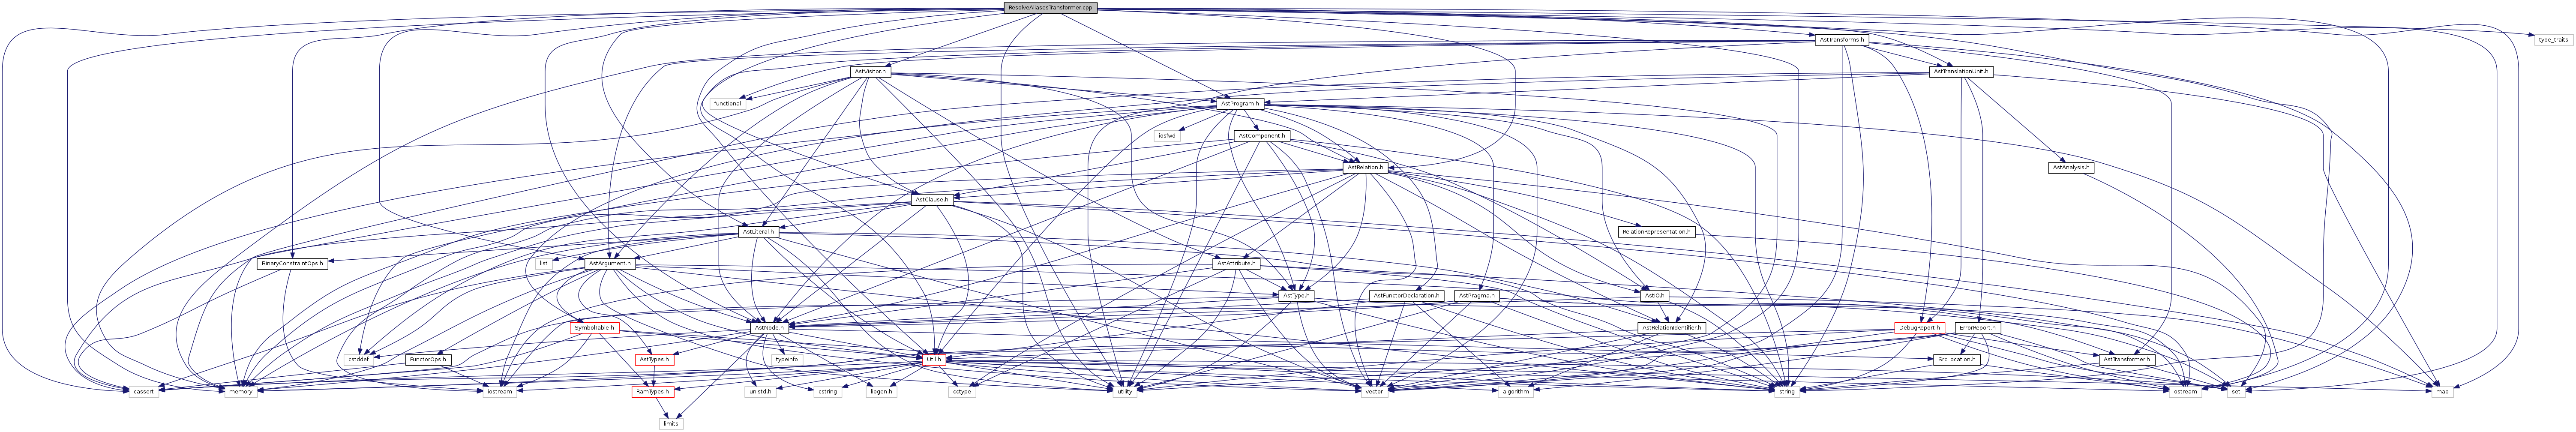 ResolveAliasesTransformer.cpp
AstTransforms.h
type_traits
AstVisitor.h
AstTranslationUnit.h
functional
AstProgram.h
iosfwd
AstComponent.h
AstRelation.h
AstAnalysis.h
AstClause.h
AstLiteral.h
RelationRepresentation.h
BinaryConstraintOps.h
list
AstArgument.h
AstAttribute.h
AstType.h
AstFunctorDeclaration.h
AstPragma.h
AstIO.h
SymbolTable.h
AstNode.h
AstRelationIdentifier.h
DebugReport.h
ErrorReport.h
cstddef
FunctorOps.h
AstTypes.h
typeinfo
Util.h
SrcLocation.h
AstTransformer.h
cassert
memory
iostream
RamTypes.h
unistd.h
cstring
libgen.h
cctype
utility
vector
algorithm
string
ostream
set
map
limits